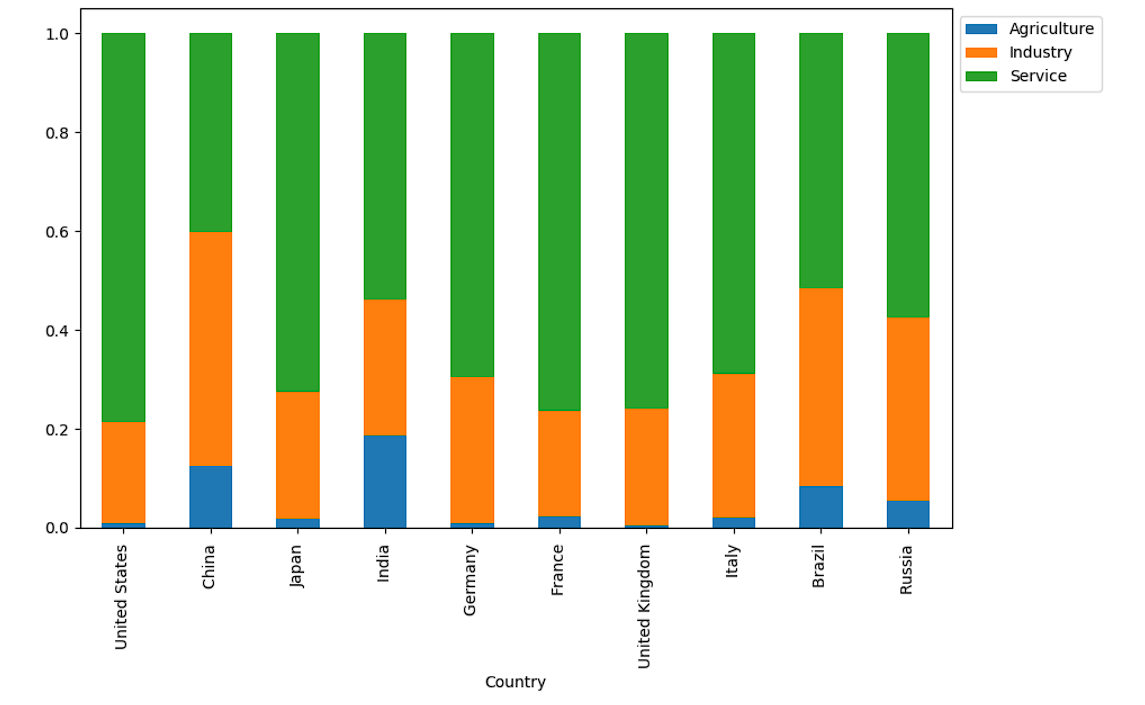 Agriculture
Industry
Service
1.0
0.8
0.6
0.4
0.2
0.0
United States
China
Japan
India
Germany
France
United Kingdom
Italy
Brazil
Russia
Country